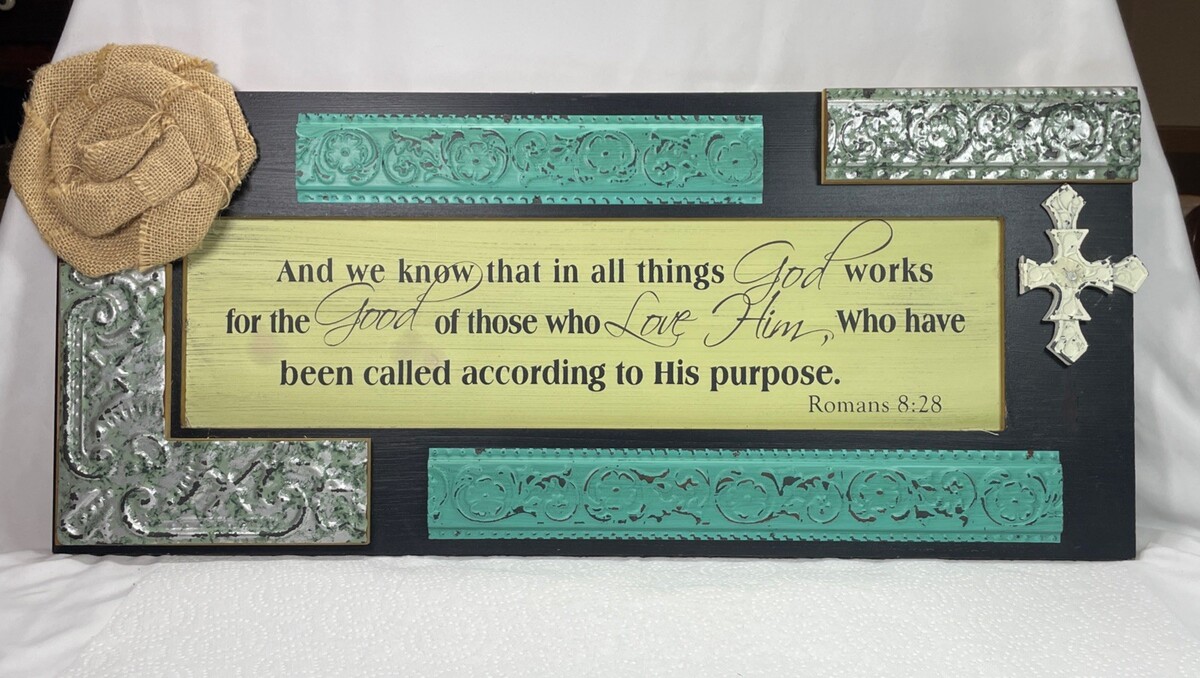 And we know that in all things God works
for the Good of those who Love Him, Who have
been called according to His purpose.
Romans 8:28